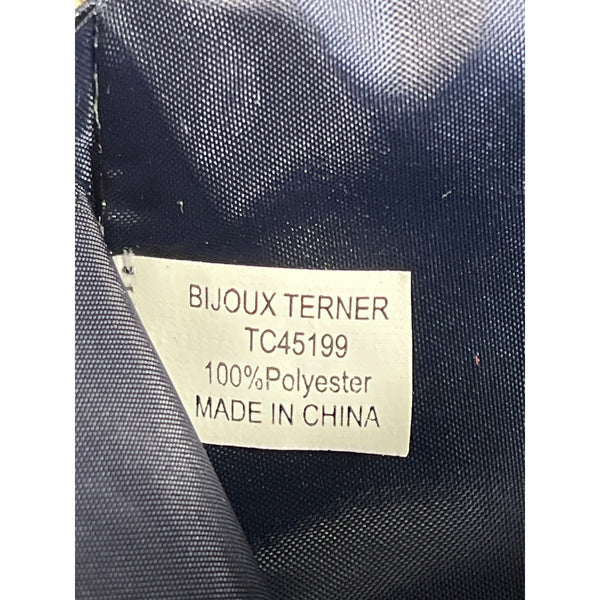 BIJOUX TERNER
TC45199
100%Polyester
MADE IN CHINA